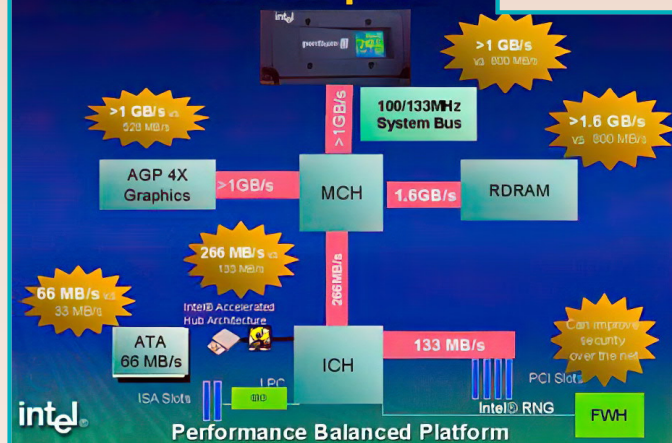 intel
pentium III
>1 GB/s
vs 800 MB/s
>1 GB/s vs
528 MB/s
>1GB/s
100/133MHz
System Bus
>1.6 GB/s
vs 800 MB/s
AGP 4X
Graphics
>1GB/s
MCH
1.6GB/s
RDRAM
266 MB/s vs
133 MB/s
266MB/s
66 MB/s vs
33 MB/s
Intel® Accelerated
Hub Architecture
Can improve
security
over the net
ATA
66 MB/s
ICH
133 MB/s
PCI Slots
ISA Slots
LPC
Intel® RNG
FWH
intel®
Performance Balanced Platform